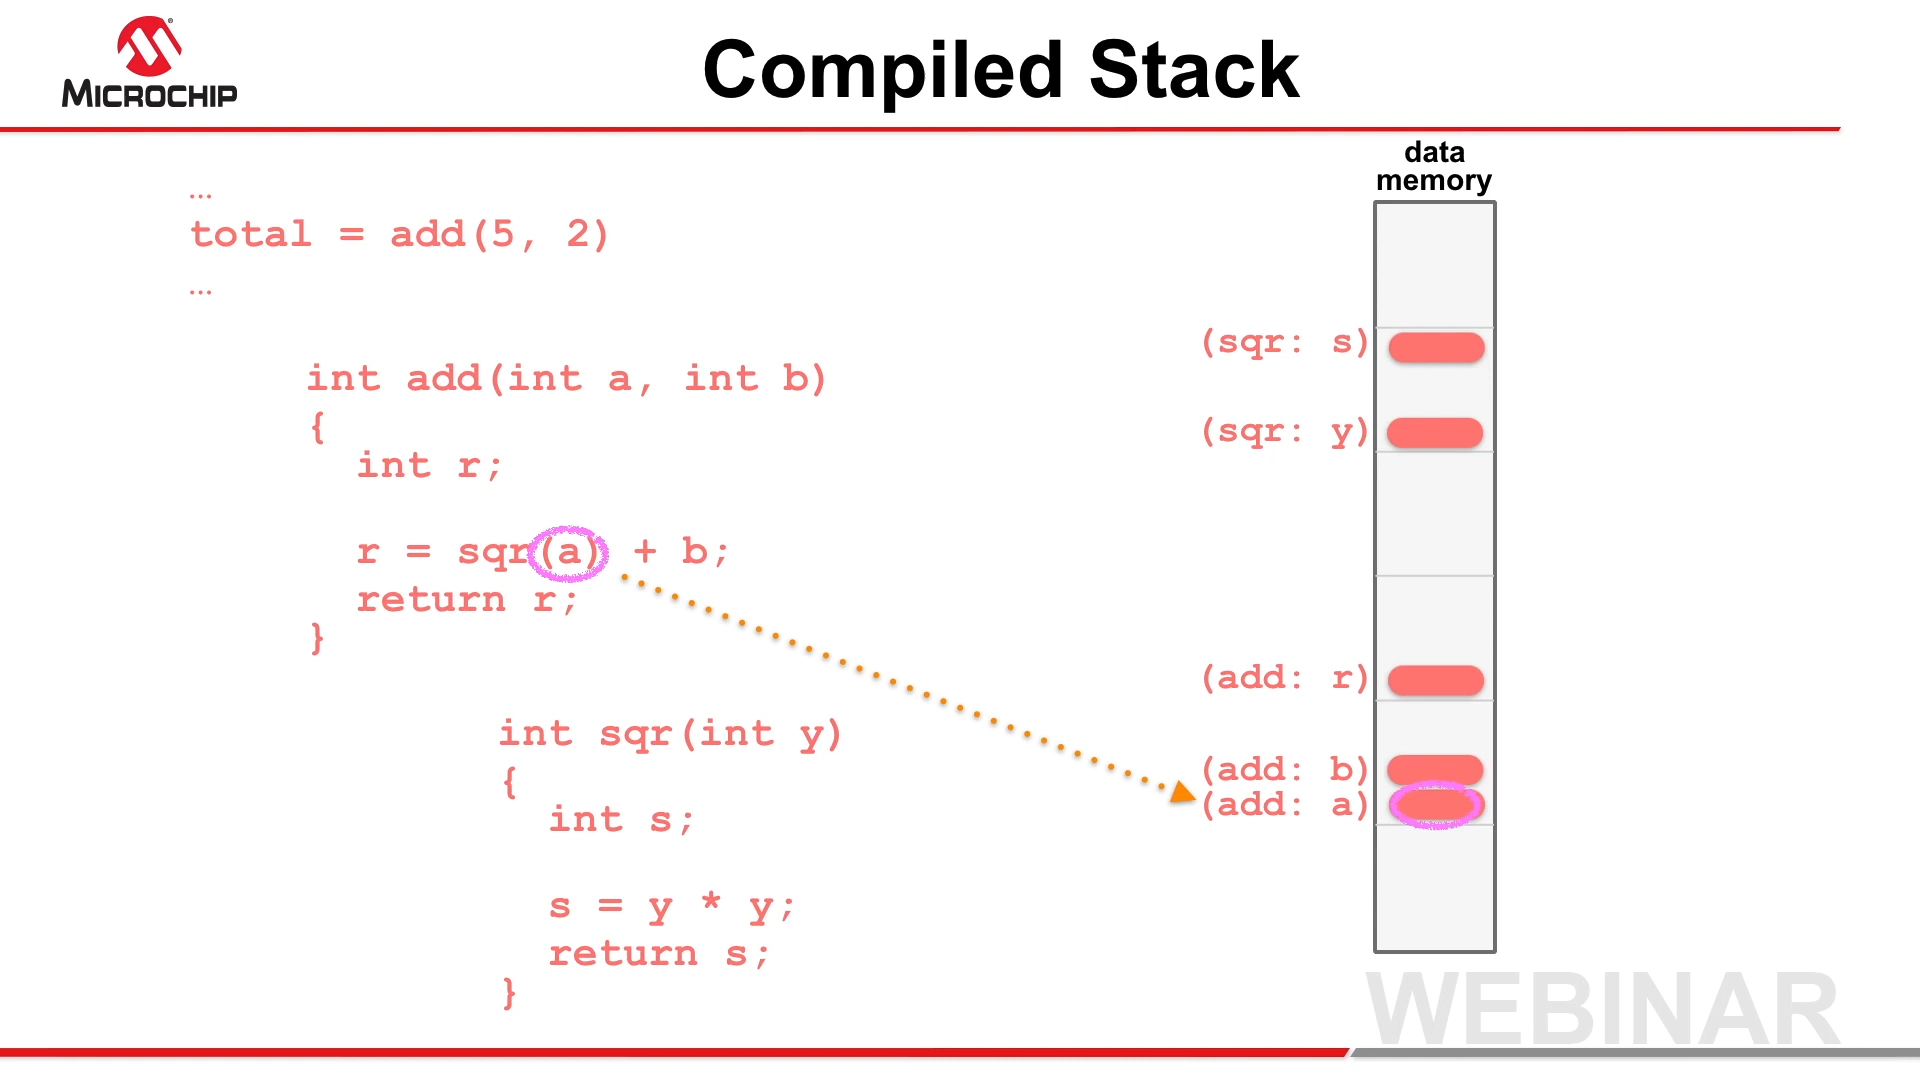 MICROCHIP
Compiled Stack
data
memory
...
total = add(5, 2)
...
int add(int a, int b)
{
int r;
r = sqr(a) + b;
return r;
}
int sqr(int y)
{
int s;
s = y * y;
return s;
}
(sqr: s)
(sqr: y)
(add: r)
(add: b)
(add: a)
WEBINAR